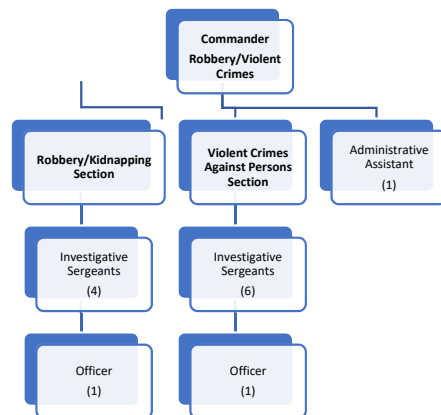 Commander
Robbery/Violent
Crimes
Robbery/Kidnapping
Section
Violent Crimes
Against Persons
Section
Administrative
Assistant
(1)
Investigative
Sergeants
(4)
Investigative
Sergeants
(6)
Officer
(1)
Officer
(1)